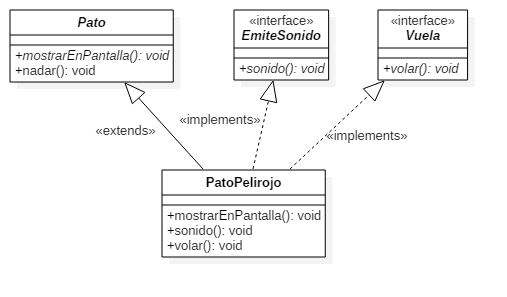 Pato
+mostrarEnPantalla(): void
+nadar(): void
«interface»
EmiteSonido
+sonido(): void
«interface»
Vuela
+volar(): void
«extends»
«implements»
«implements»
PatoPelirojo
+mostrarEnPantalla(): void
+sonido(): void
+volar(): void